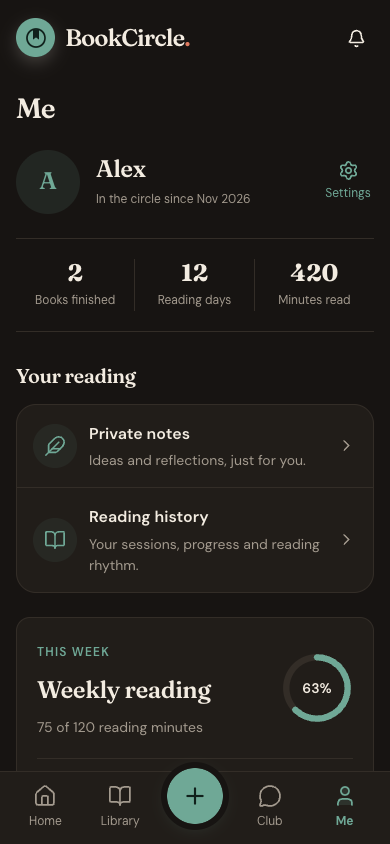 BookCircle.
Me
A
Alex
In the circle since Nov 2026
Settings
2
Books finished
12
Reading days
420
Minutes read
Your reading
Private notes
Ideas and reflections, just for you.
Reading history
Your sessions, progress and reading
rhythm.
THIS WEEK
Weekly reading
75 of 120 reading minutes
63%
Home
Library
Club
Me